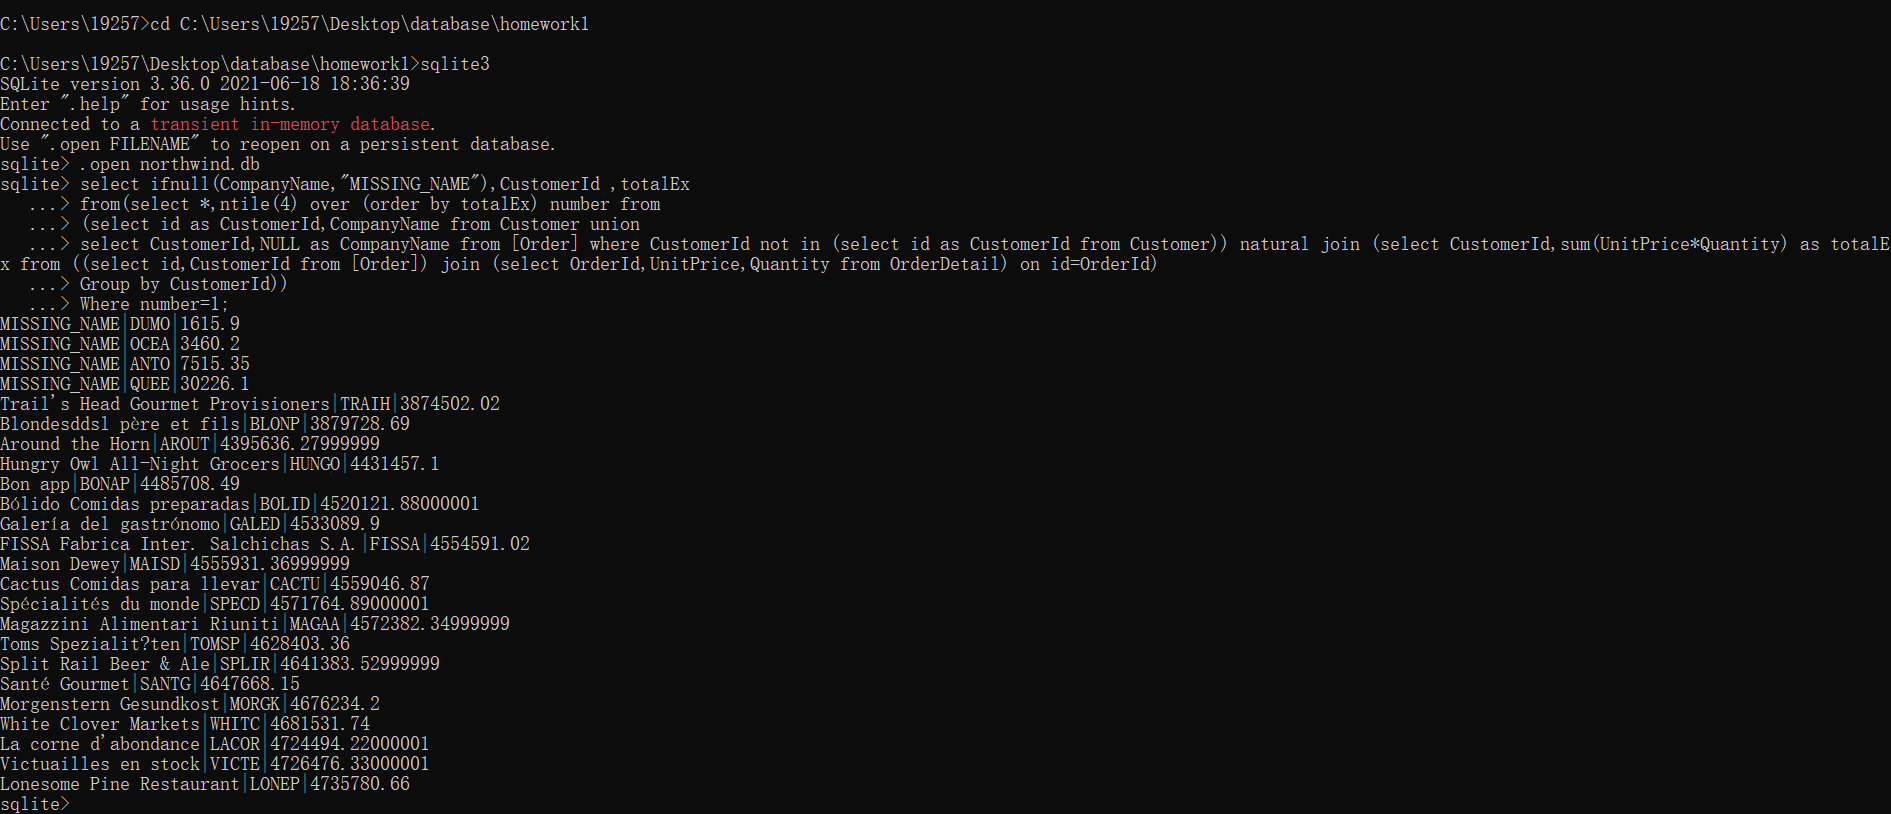 C:\Users\19257>cd C:\Users\19257\Desktop\database\homework1
C:\Users\19257\Desktop\database\homework1>sqlite3
SQLite version 3.36.0 2021-06-18 18:36:39
Enter ".help" for usage hints.
Connected to a transient in-memory database.
Use ".open FILENAME" to reopen on a persistent database.
sqlite> .open northwind.db
sqlite> select ifnull(CompanyName,"MISSING_NAME"),CustomerId ,totalEx
   ...> from(select *,ntile(4) over (order by totalEx) number from
   ...> (select id as CustomerId,CompanyName from Customer union
   ...> select CustomerId,NULL as CompanyName from [Order] where CustomerId not in (select id as CustomerId from Customer)) natural join (select CustomerId,sum(UnitPrice*Quantity) as totalE
x from ((select id,CustomerId from [Order]) join (select OrderId,UnitPrice,Quantity from OrderDetail) on id=OrderId)
   ...> Group by CustomerId))
   ...> Where number=1;
MISSING_NAME|DUMO|1615.9
MISSING_NAME|OCEA|3460.2
MISSING_NAME|ANTO|7515.35
MISSING_NAME|QUEE|30226.1
Trail's Head Gourmet Provisioners|TRAIH|3874502.02
Blondesddsl père et fils|BLONP|3879728.69
Around the Horn|AROUT|4395636.27999999
Hungry Owl All-Night Grocers|HUNGO|4431457.1
Bon app|BONAP|4485708.49
Bólido Comidas preparadas|BOLID|4520121.88000001
Galería del gastrónomo|GALED|4533089.9
FISSA Fabrica Inter. Salchichas S.A.|FISSA|4554591.02
Maison Dewey|MAISD|4555931.36999999
Cactus Comidas para llevar|CACTU|4559046.87
Spécialités du monde|SPECD|4571764.89000001
Magazzini Alimentari Riuniti|MAGAA|4572382.34999999
Toms Spezialit?ten|TOMSP|4628403.36
Split Rail Beer & Ale|SPLIR|4641383.52999999
Santé Gourmet|SANTG|4647668.15
Morgenstern Gesundkost|MORGK|4676234.2
White Clover Markets|WHITC|4681531.74
La corne d'abondance|LACOR|4724494.22000001
Victuailles en stock|VICTE|4726476.33000001
Lonesome Pine Restaurant|LONEP|4735780.66
sqlite>